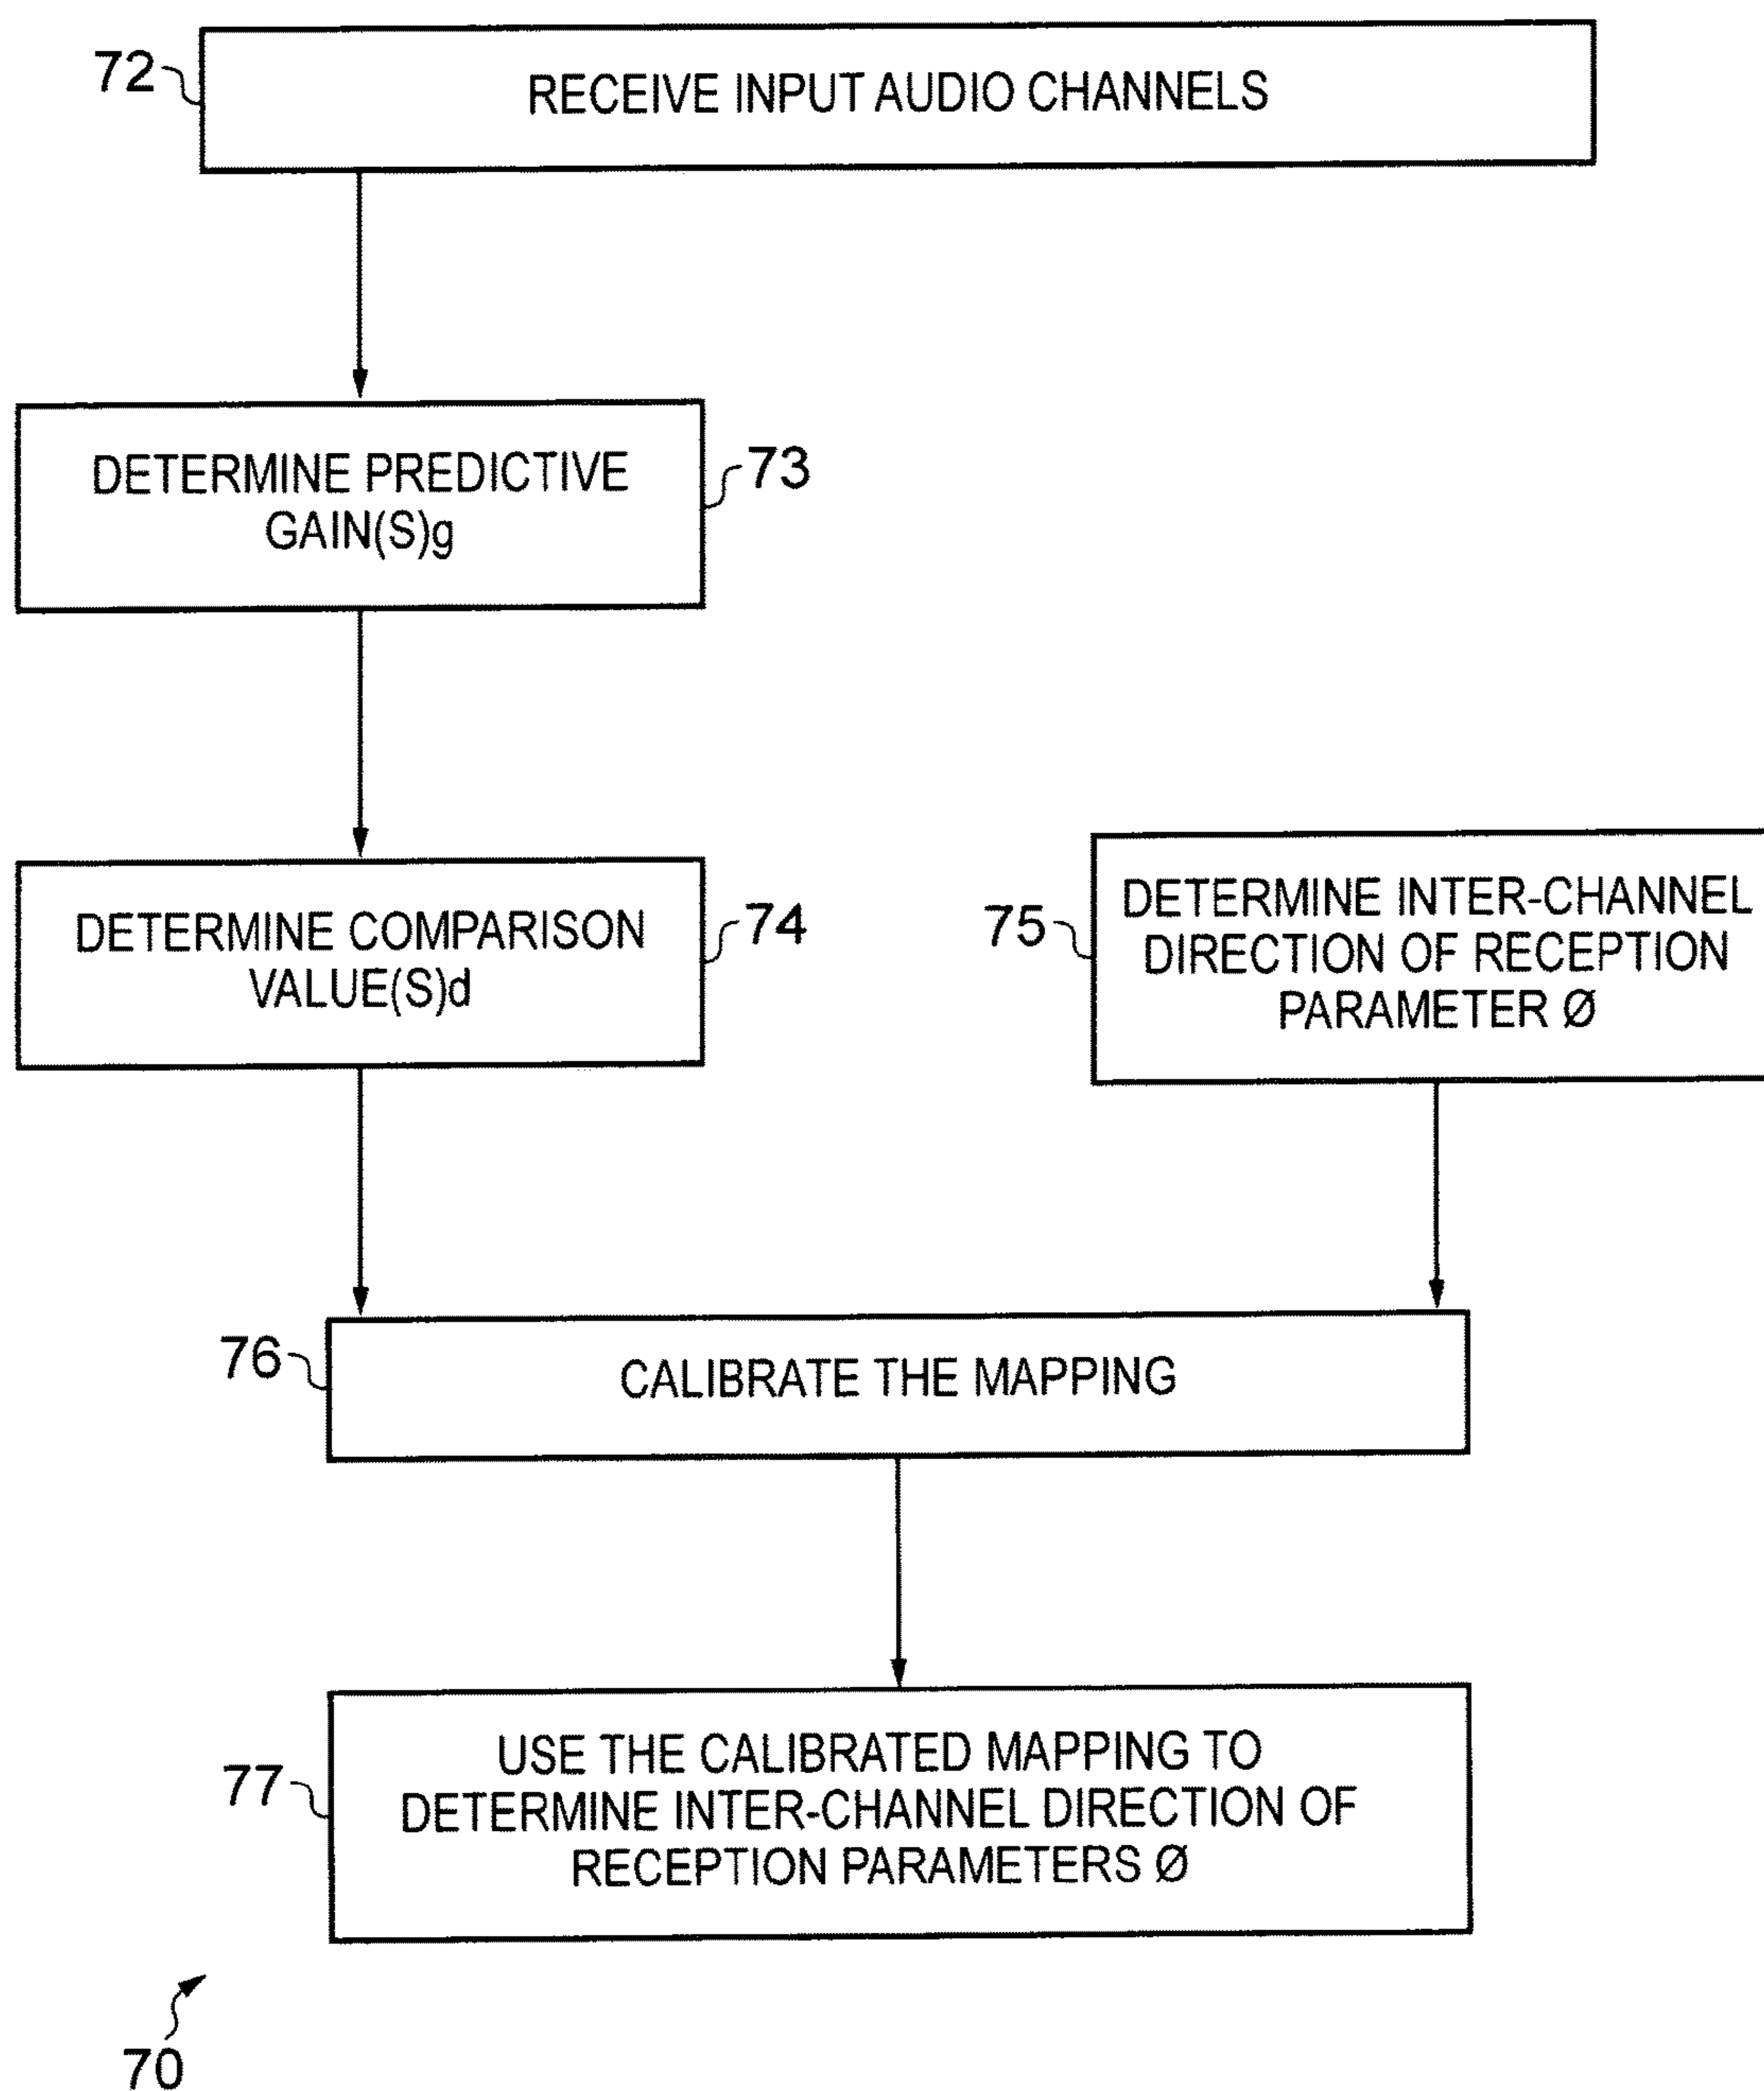 72
RECEIVE INPUT AUDIO CHANNELS
DETERMINE PREDICTIVE
GAIN(S)g
73
DETERMINE COMPARISON
VALUE(S)d
74
75
DETERMINE INTER-CHANNEL
DIRECTION OF RECEPTION
PARAMETER Ø
76
CALIBRATE THE MAPPING
77
USE THE CALIBRATED MAPPING TO
DETERMINE INTER-CHANNEL DIRECTION OF
RECEPTION PARAMETERS Ø
70